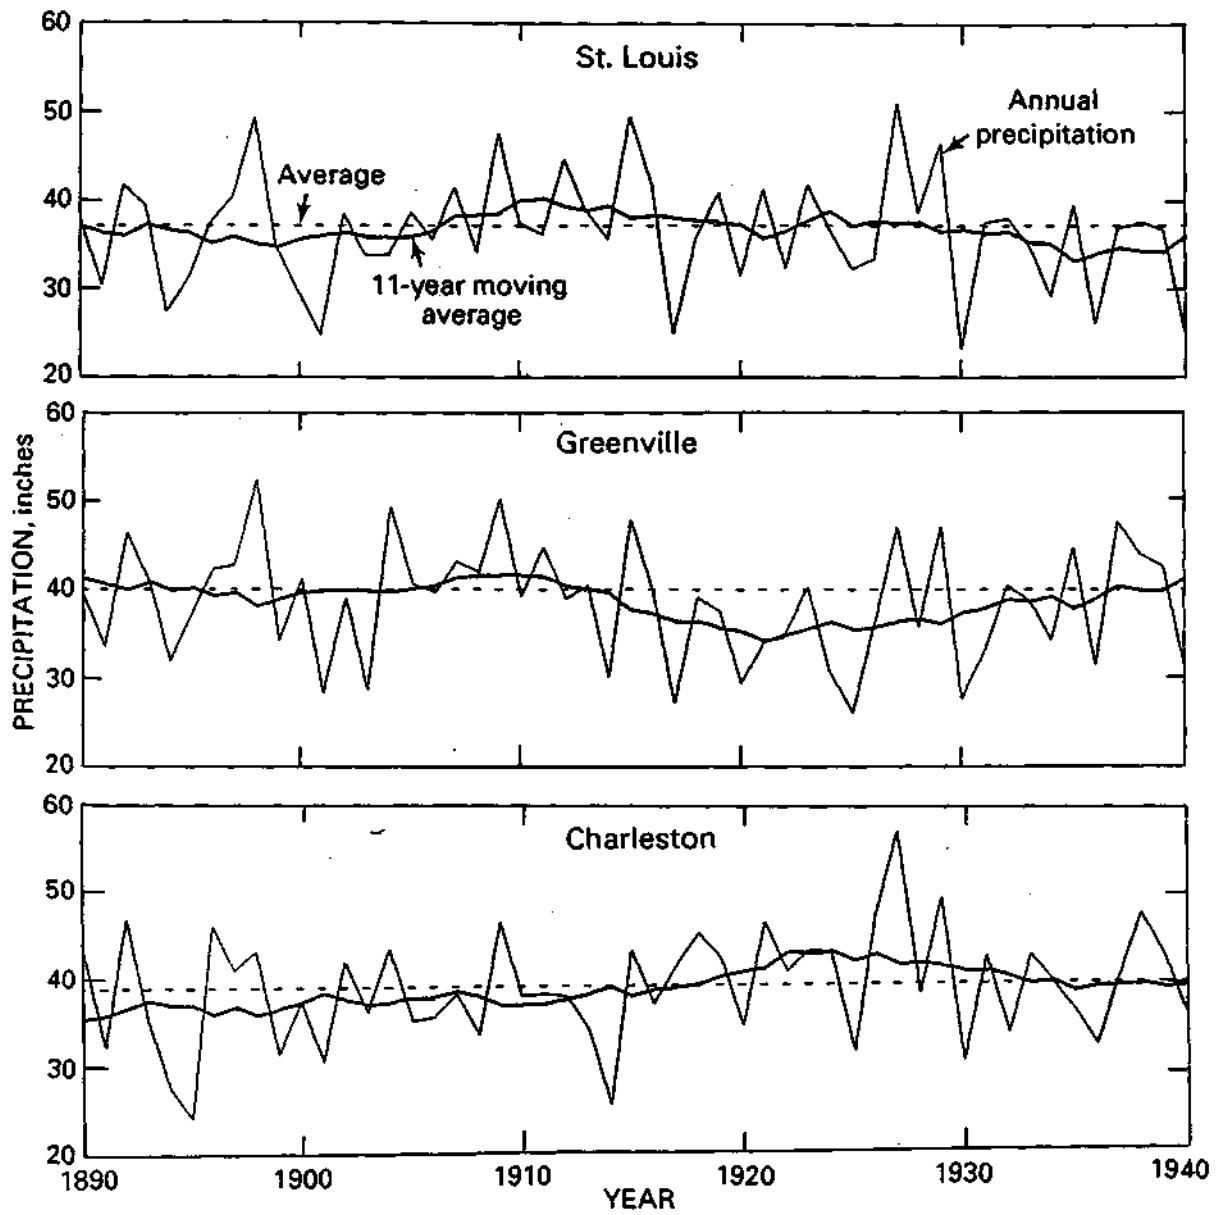 60
St. Louis
50
Annual
precipitation
Average
40
30
11-year moving
average
20
60
Greenville
50
40
30
20
PRECIPITATION, inches
60
Charleston
50
40
30
20
1890
1900
1910
1920
1930
1940
YEAR